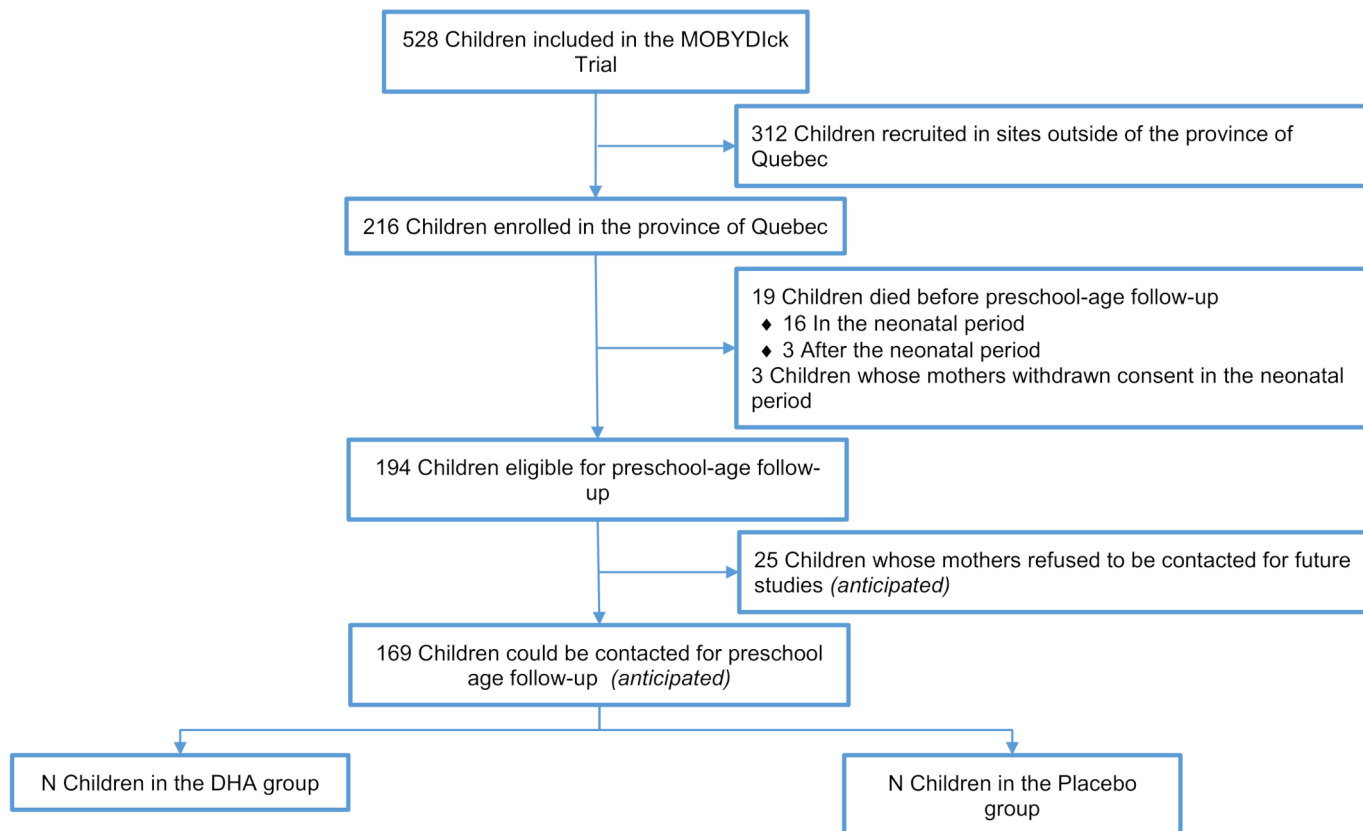 528 Children included in the MOBYDIck
Trial
312 Children recruited in sites outside of the province of
Quebec
216 Children enrolled in the province of Quebec
19 Children died before preschool-age follow-up
♦ 16 In the neonatal period
♦ 3 After the neonatal period
3 Children whose mothers withdrawn consent in the neonatal
period
194 Children eligible for preschool-age follow-
up
25 Children whose mothers refused to be contacted for future
studies (anticipated)
169 Children could be contacted for preschool
age follow-up (anticipated)
N Children in the DHA group
N Children in the Placebo
group